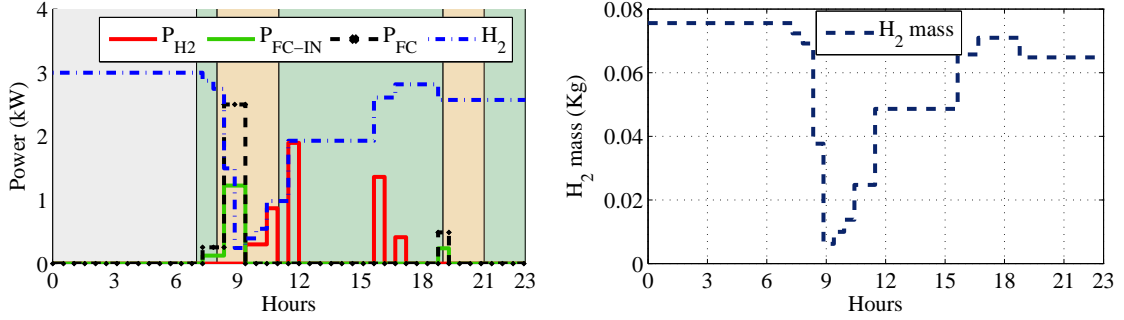 P_H2 P_FC−IN P_FC H_2
Power (kW)
4
3
2
1
0
0 3 6 9 12 15 18 21 23
Hours
H_2 mass
H_2 mass (Kg)
0.08
0.06
0.04
0.02
0
0 3 6 9 12 15 18 21 23
Hours